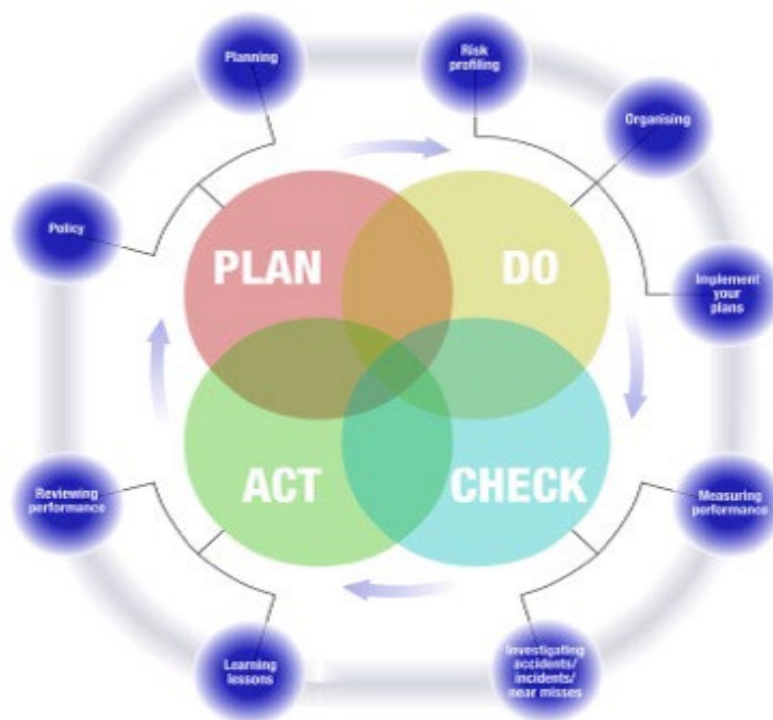 Planning
Risk
profiling
Organising
Policy
PLAN
DO
Implement
your
plans
ACT
CHECK
Reviewing
performance
Measuring
performance
Learning
lessons
Investigating
accidents/
incidents/
near misses